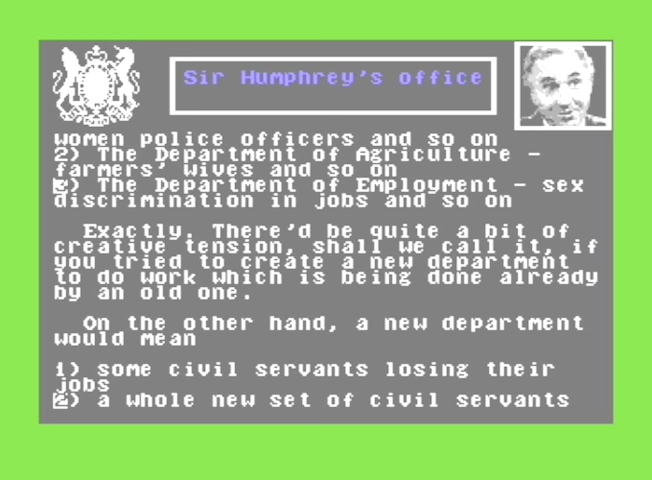 Sir Humphrey's office
women police officers and so on
2) The Department of Agriculture -
farmers' wives and so on
3) The Department of Employment - sex
discrimination in jobs and so on
Exactly. There'd be quite a bit of
creative tension, shall we call it, if
you tried to create a new department
to do work which is being done already
by an old one.
On the other hand, a new department
would mean
1) some civil servants losing their
jobs
2) a whole new set of civil servants